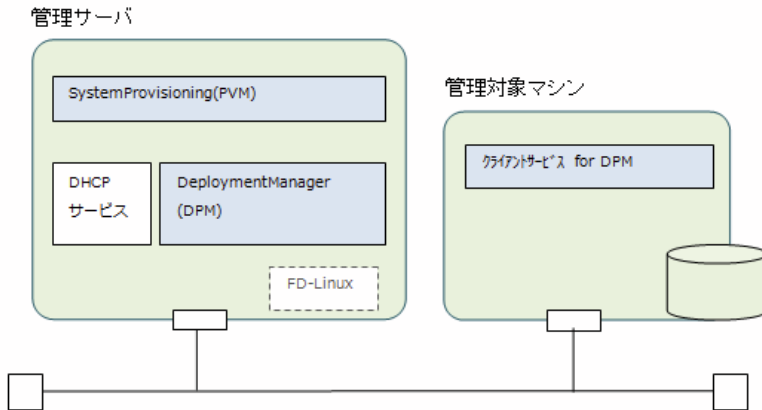 管理サーバ
SystemProvisioning(PVM)
管理対象マシン
クライアントサービス for DPM
DHCP
サービス
DeploymentManager
(DPM)
FD-Linux